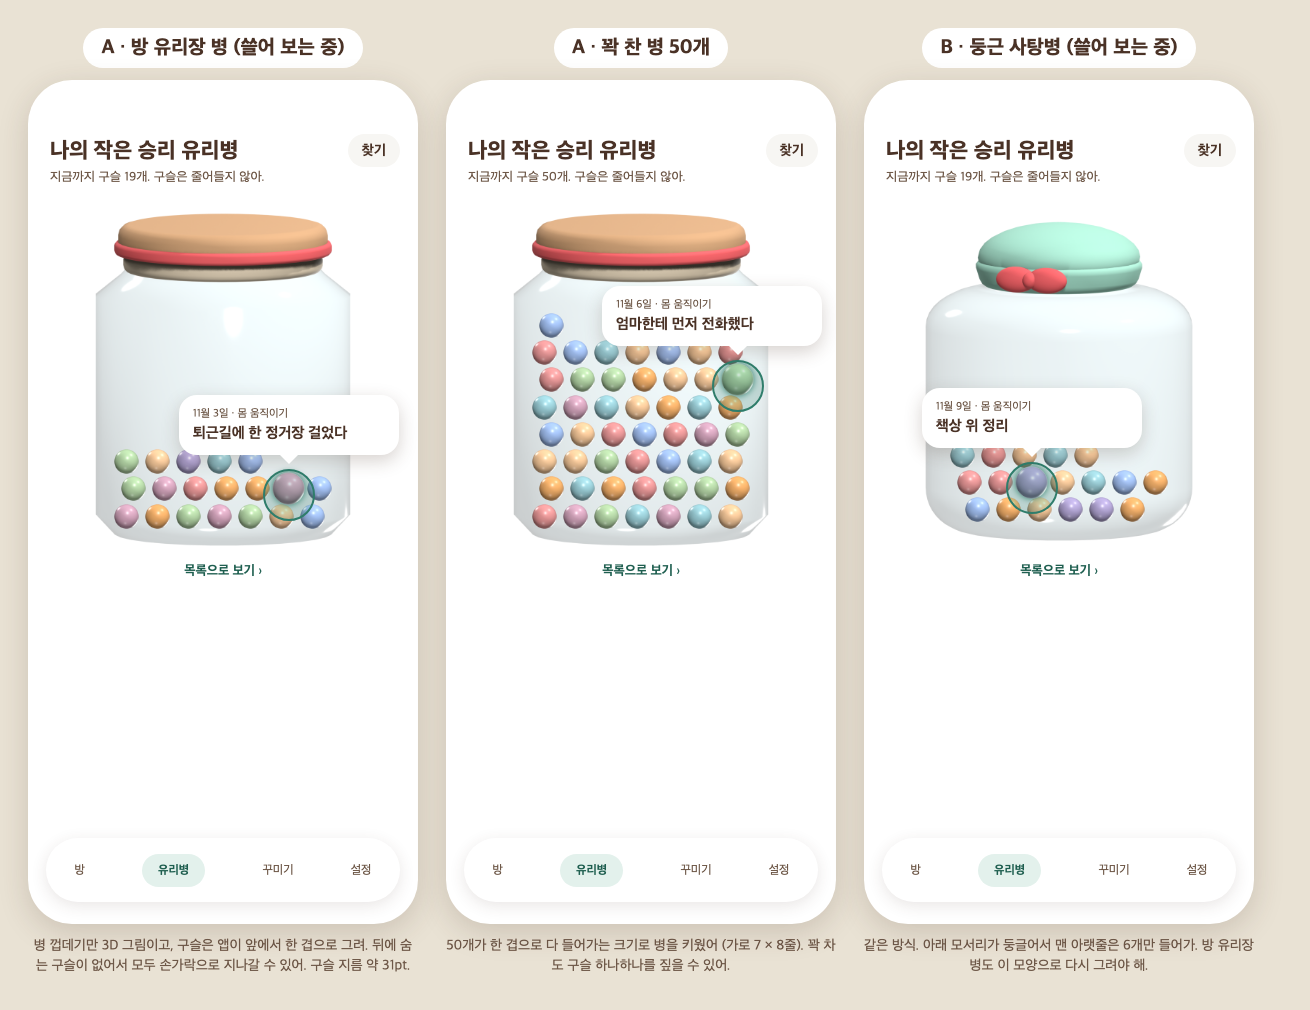 A · 방 유리장 병 (쓸어 보는 중)
나의 작은 승리 유리병
찾기
지금까지 구슬 19개. 구슬은 줄어들지 않아.
11월 3일 · 몸 움직이기
퇴근길에 한 정거장 걸었다
목록으로 보기 ›
방
유리병
꾸미기
설정
병 껍데기만 3D 그림이고, 구슬은 앱이 앞에서 한 겹으로 그려. 뒤에 숨
는 구슬이 없어서 모두 손가락으로 지나갈 수 있어. 구슬 지름 약 31pt.
A · 꽉 찬 병 50개
나의 작은 승리 유리병
찾기
지금까지 구슬 50개. 구슬은 줄어들지 않아.
11월 6일 · 몸 움직이기
엄마한테 먼저 전화했다
목록으로 보기 ›
방
유리병
꾸미기
설정
50개가 한 겹으로 다 들어가는 크기로 병을 키웠어 (가로 7 × 8줄). 꽉 차
도 구슬 하나하나를 짚을 수 있어.
B · 둥근 사탕병 (쓸어 보는 중)
나의 작은 승리 유리병
찾기
지금까지 구슬 19개. 구슬은 줄어들지 않아.
11월 9일 · 몸 움직이기
책상 위 정리
목록으로 보기 ›
방
유리병
꾸미기
설정
같은 방식. 아래 모서리가 둥글어서 맨 아랫줄은 6개만 들어가. 방 유리장
병도 이 모양으로 다시 그려야 해.